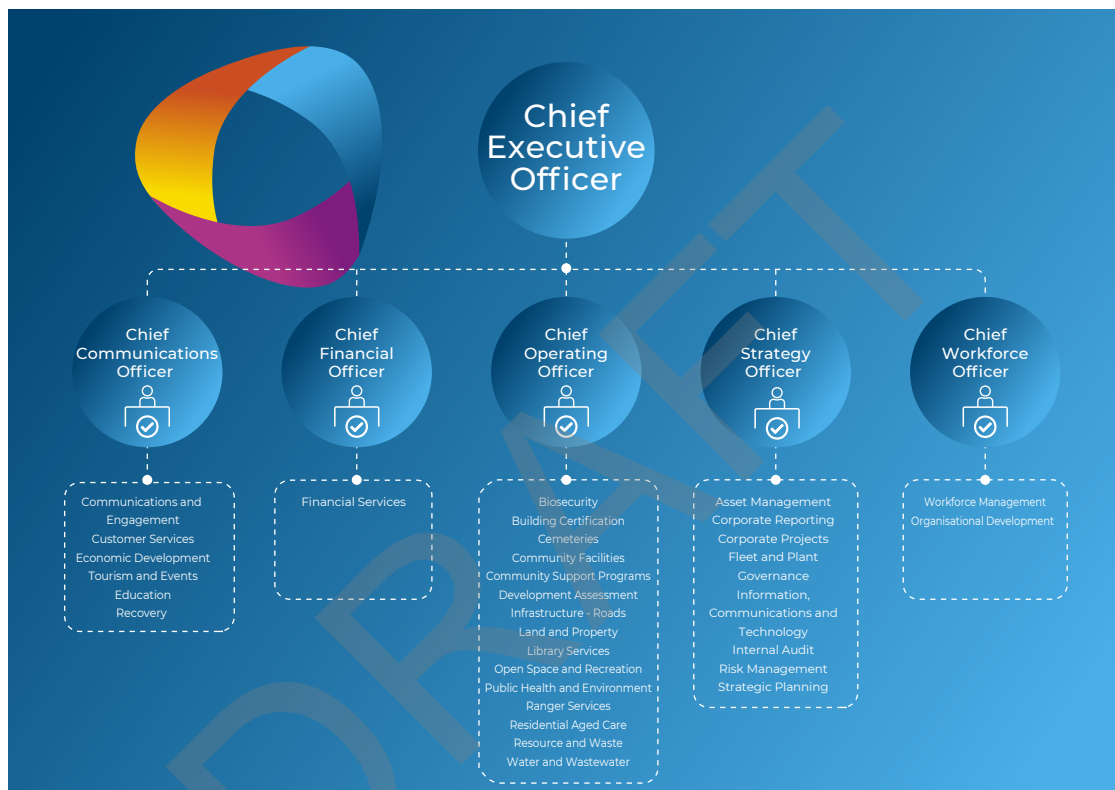 Chief
Executive
Officer
Chief
Communications
Officer
Chief
Financial
Officer
Chief
Operating
Officer
Chief
Strategy
Officer
Chief
Workforce
Officer
Communications and
Engagement
Customer Services
Economic Development
Tourism and Events
Education
Recovery
Financial Services
Biosecurity
Building Certification
Cemeteries
Community Facilities
Community Support Programs
Development Assessment
Infrastructure - Roads
Land and Property
Library Services
Open Space and Recreation
Public Health and Environment
Ranger Services
Residential Aged Care
Resource and Waste
Water and Wastewater
Asset Management
Corporate Reporting
Corporate Projects
Fleet and Plant
Governance
Information,
Communications and
Technology
Internal Audit
Risk Management
Strategic Planning
Workforce Management
Organisational Development
DRAFT